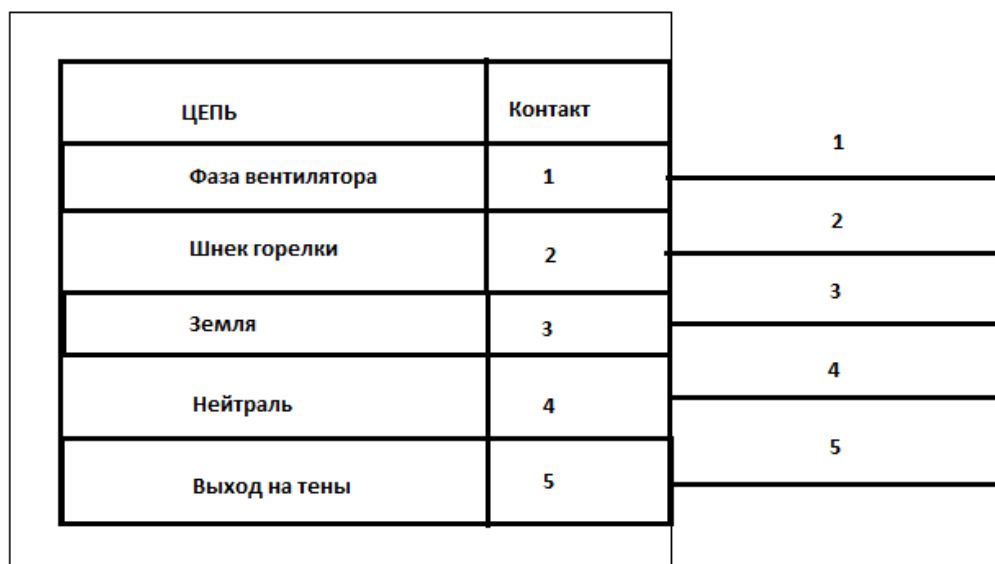 ЦЕПЬ Контакт
Фаза вентилятора 1 1
Шнек горелки 2 2
Земля 3 3
Нейтраль 4 4
Выход на тены 5 5